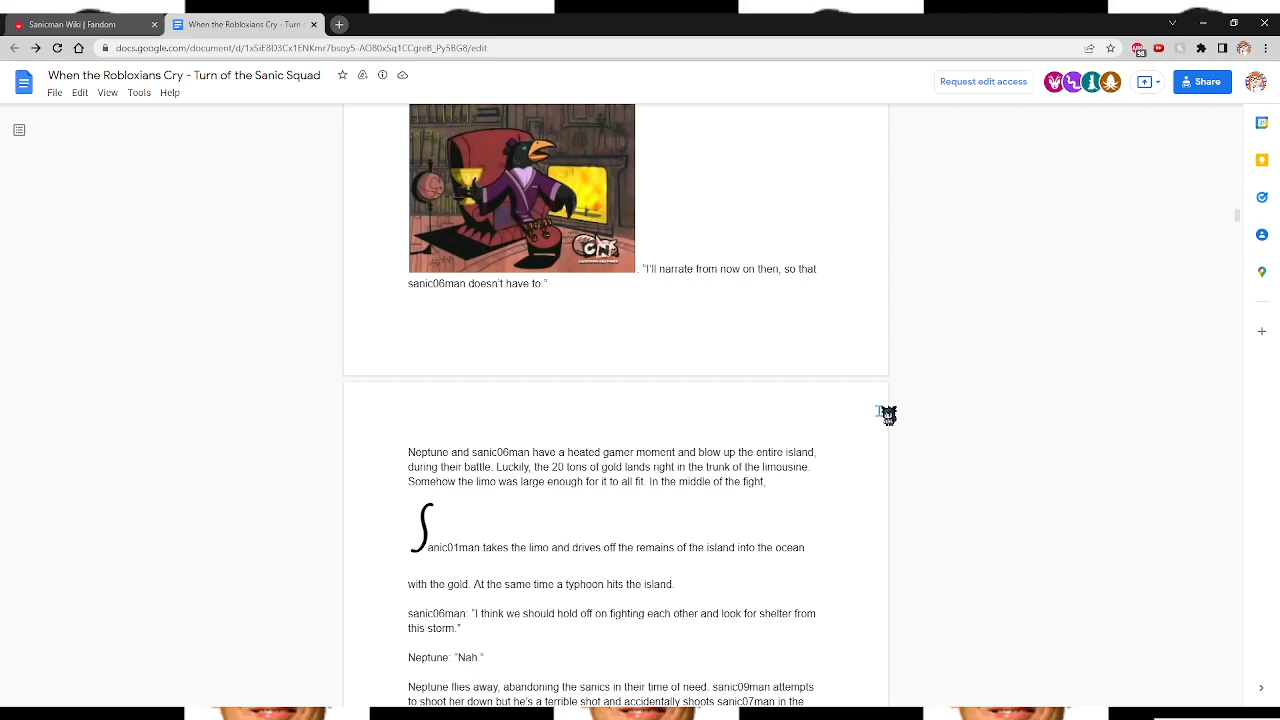 Sanicman Wiki | Fandom
When the Robloxians Cry - Turn
docs.google.com/document/d/1xSiE8D3Cx1ENKmr7bsoy5-AO80xSq1CCgreB_Py5BG8/edit
When the Robloxians Cry - Turn of the Sanic Squad
File Edit View Tools Help
Request edit access
Share
CN
CARTOON NETWORK
. “I’ll narrate from now on then, so that
sanic06man doesn’t have to.”
Neptune and sanic06man have a heated gamer moment and blow up the entire island,
during their battle. Luckily, the 20 tons of gold lands right in the trunk of the limousine.
Somehow the limo was large enough for it to all fit. In the middle of the fight,
∫anic01man takes the limo and drives off the remains of the island into the ocean
with the gold. At the same time a typhoon hits the island.
sanic06man: “I think we should hold off on fighting each other and look for shelter from
this storm.”
Neptune: “Nah.”
Neptune flies away, abandoning the sanics in their time of need. sanic09man attempts
to shoot her down but he’s a terrible shot and accidentally shoots sanic07man in the